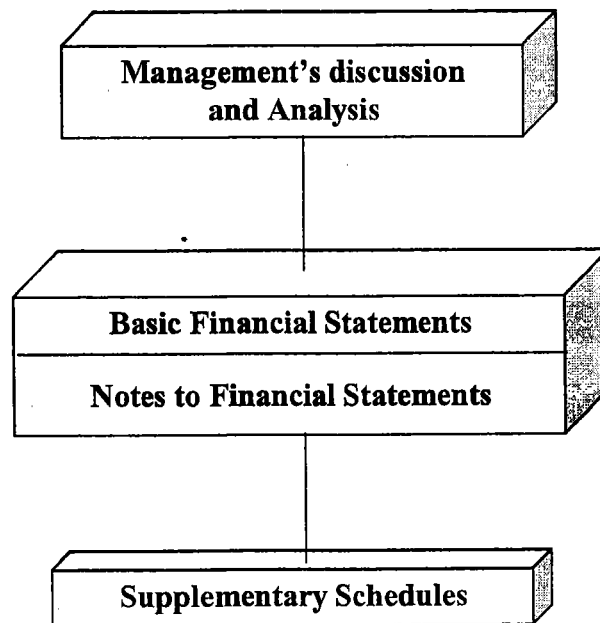 Management's discussion
and Analysis
Basic Financial Statements
Notes to Financial Statements
Supplementary Schedules